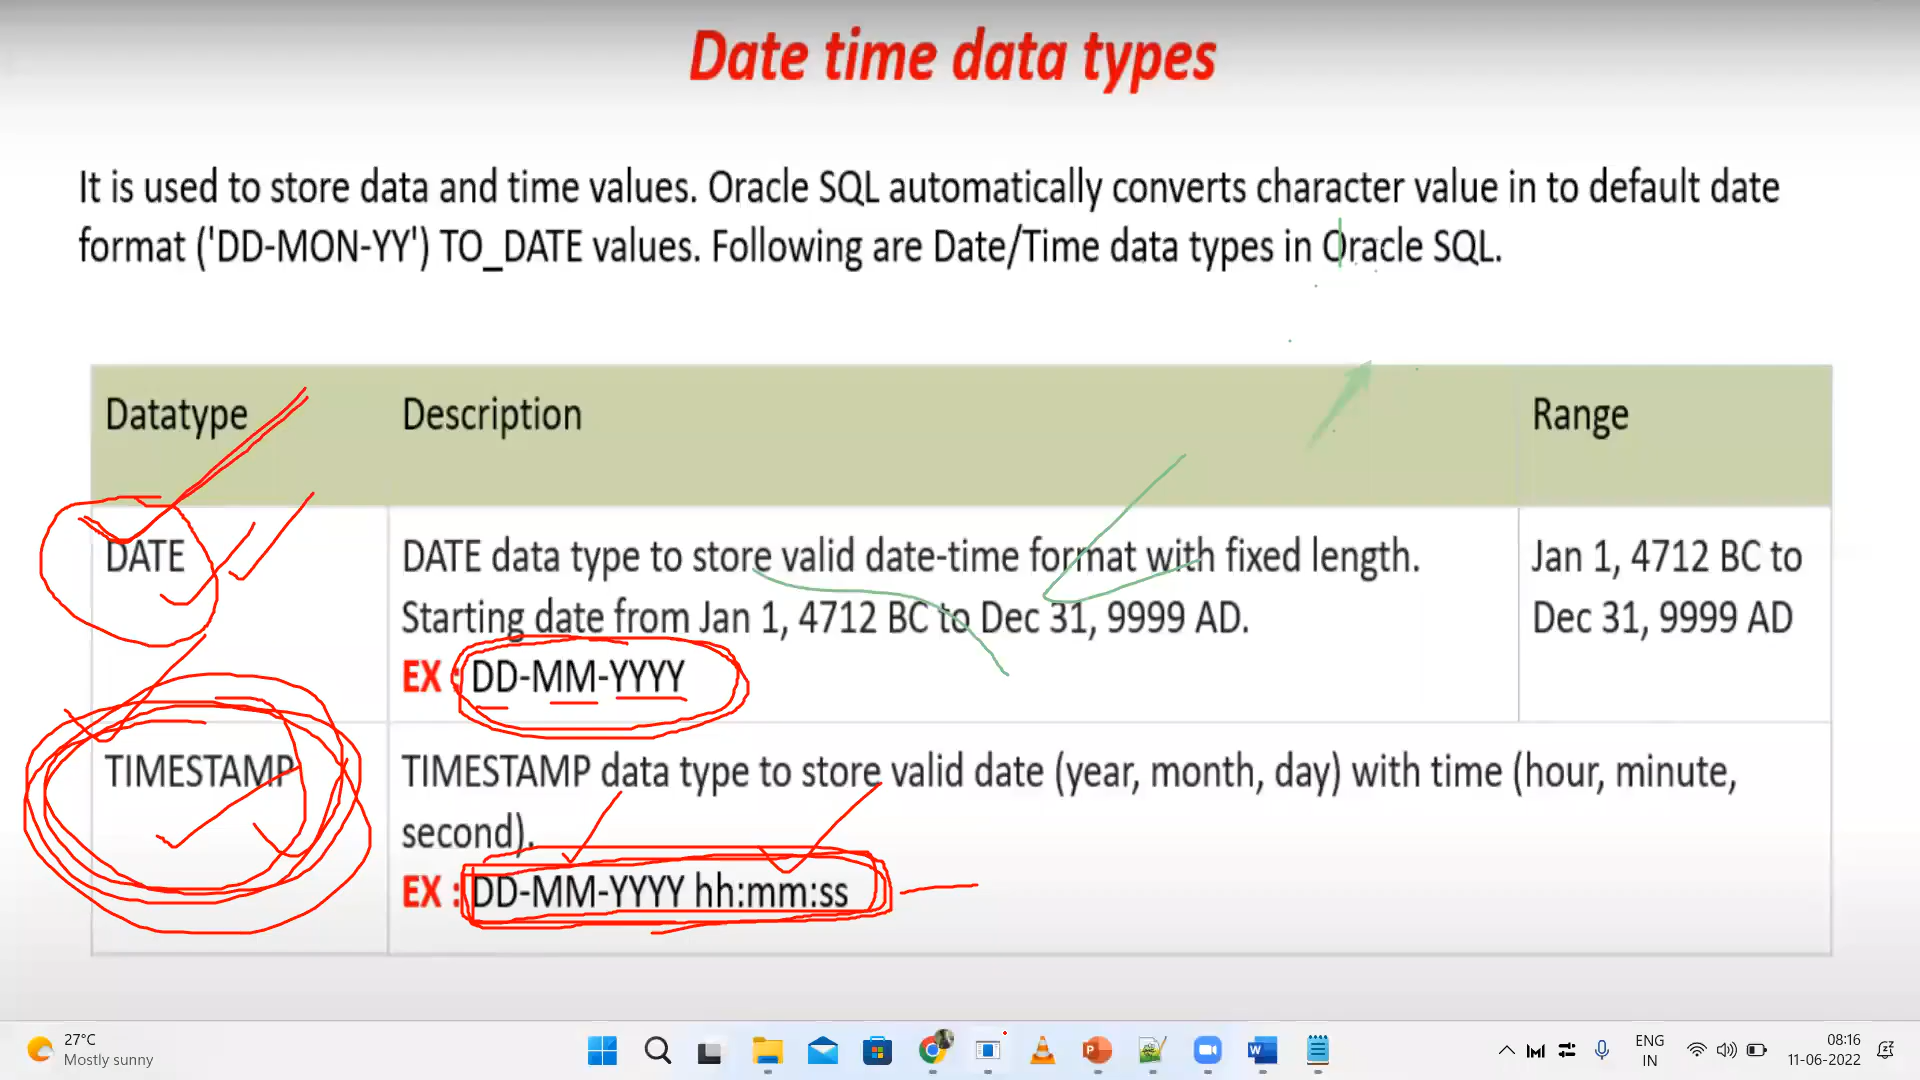 Date time data types
It is used to store data and time values. Oracle SQL automatically converts character value in to default date
format ('DD-MON-YY') TO_DATE values. Following are Date/Time data types in Oracle SQL.
Datatype Description Range
DATE DATE data type to store valid date-time format with fixed length. Jan 1, 4712 BC to
Starting date from Jan 1, 4712 BC to Dec 31, 9999 AD. Dec 31, 9999 AD
EX : DD-MM-YYYY
TIMESTAMP TIMESTAMP data type to store valid date (year, month, day) with time (hour, minute,
second).
EX : DD-MM-YYYY hh:mm:ss
27°C
Mostly sunny
ENG
IN
08:16
11-06-2022